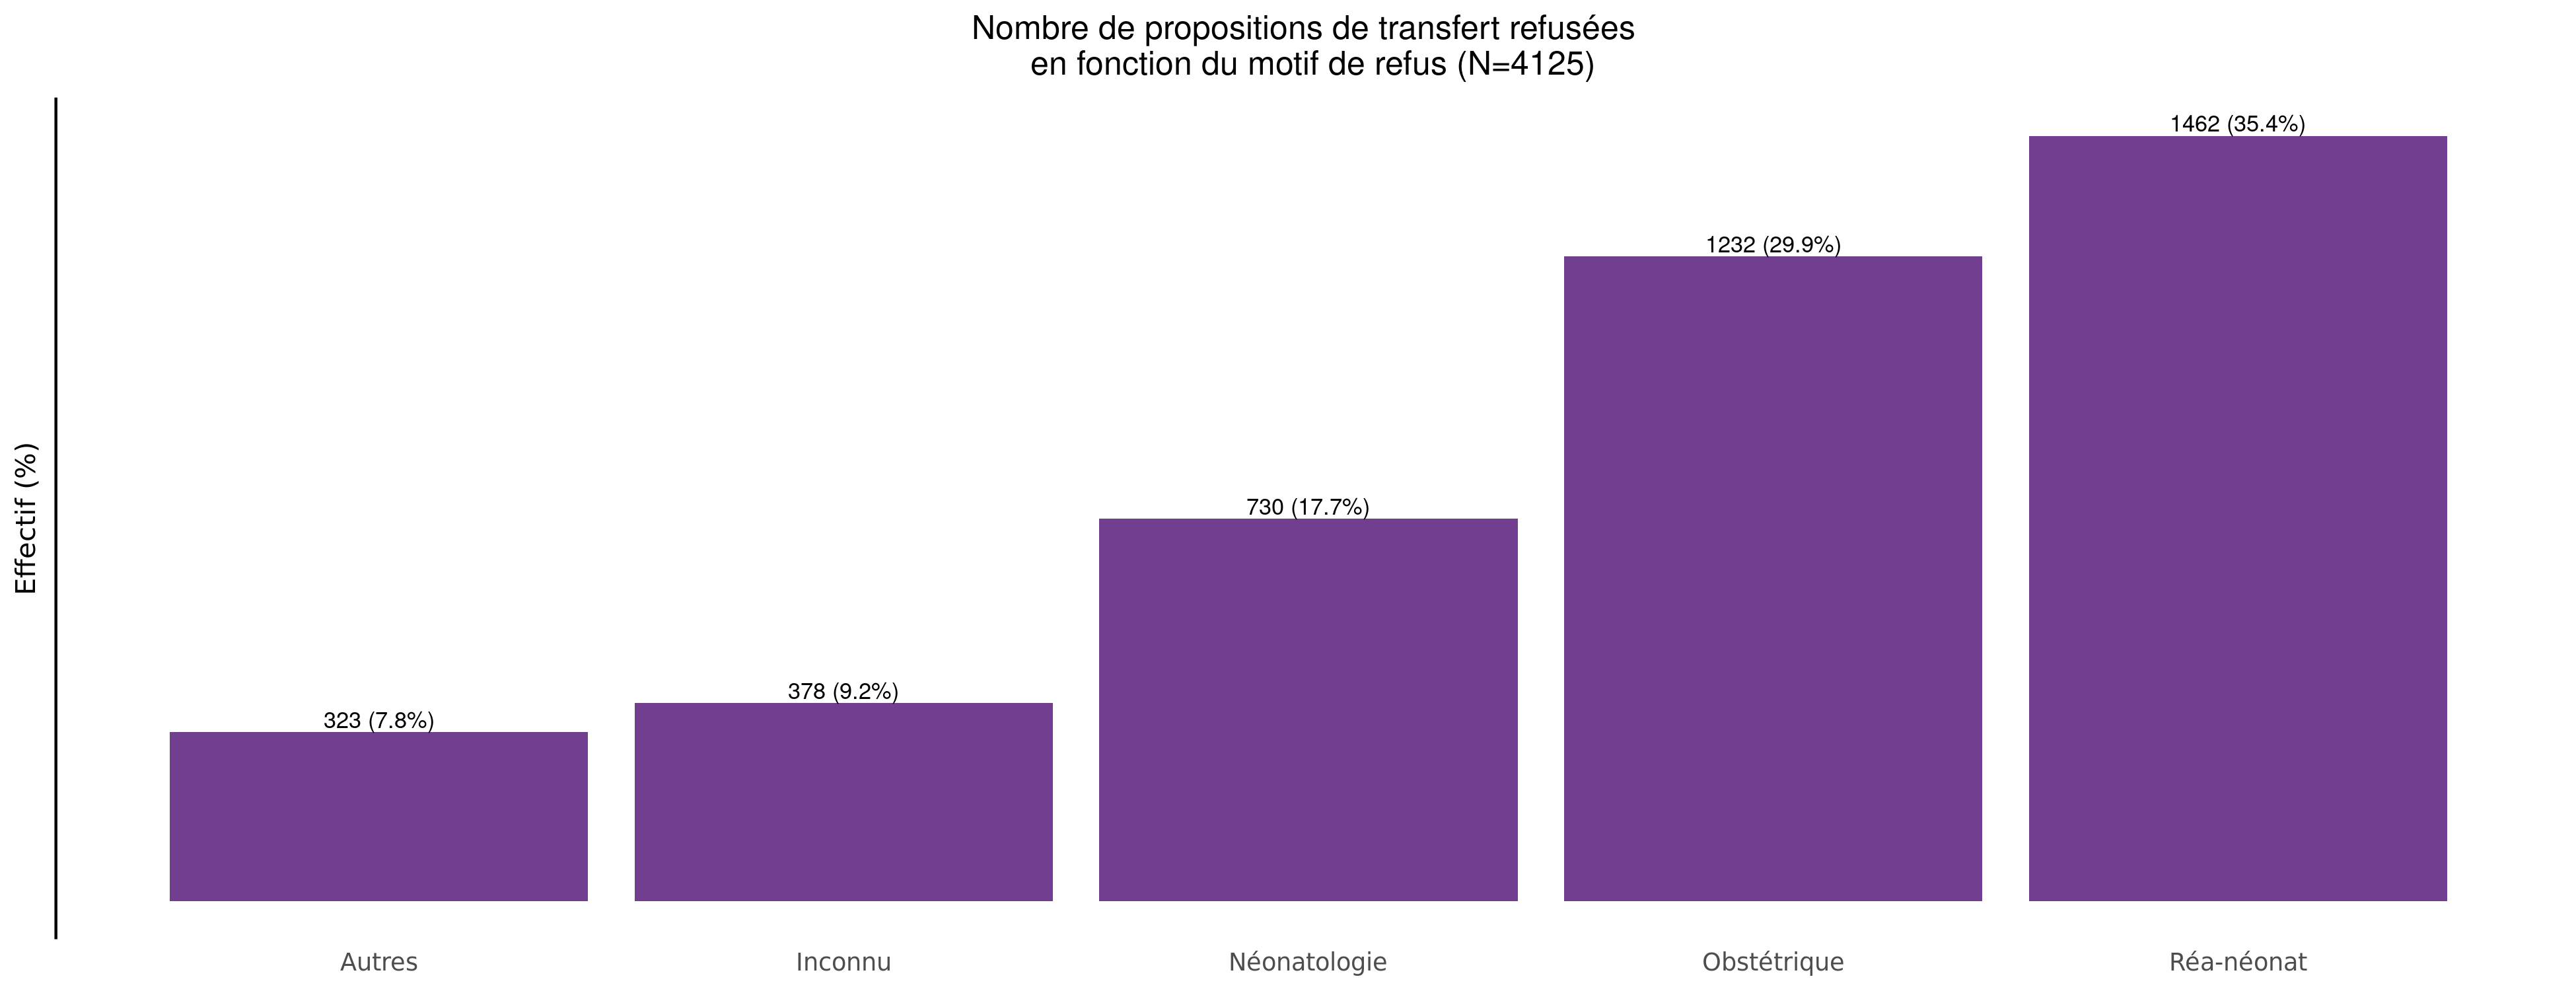 Nombre de propositions de transfert refusées
en fonction du motif de refus (N=4125)
Effectif (%)
323 (7.8%)
378 (9.2%)
730 (17.7%)
1232 (29.9%)
1462 (35.4%)
Autres
Inconnu
Néonatologie
Obstétrique
Réa-néonat